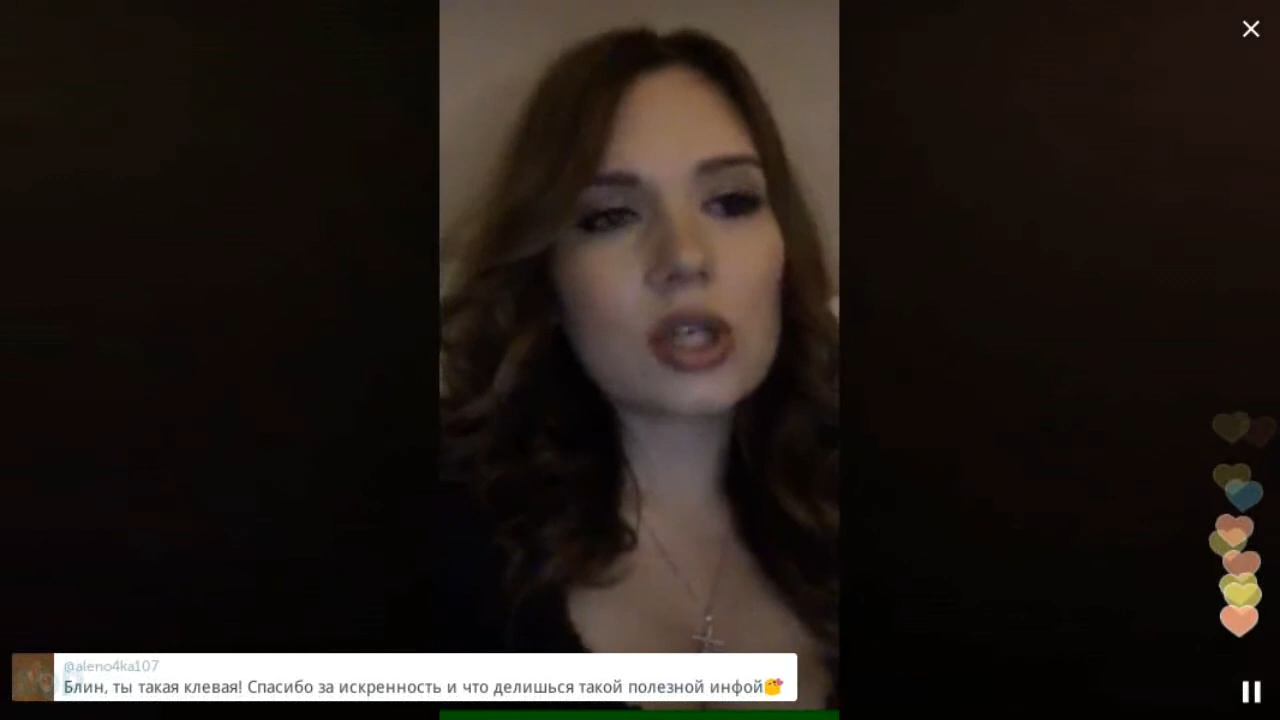 @aleno4ka107
Блин, ты такая клевая! Спасибо за искренность и что делишься такой полезной инфой